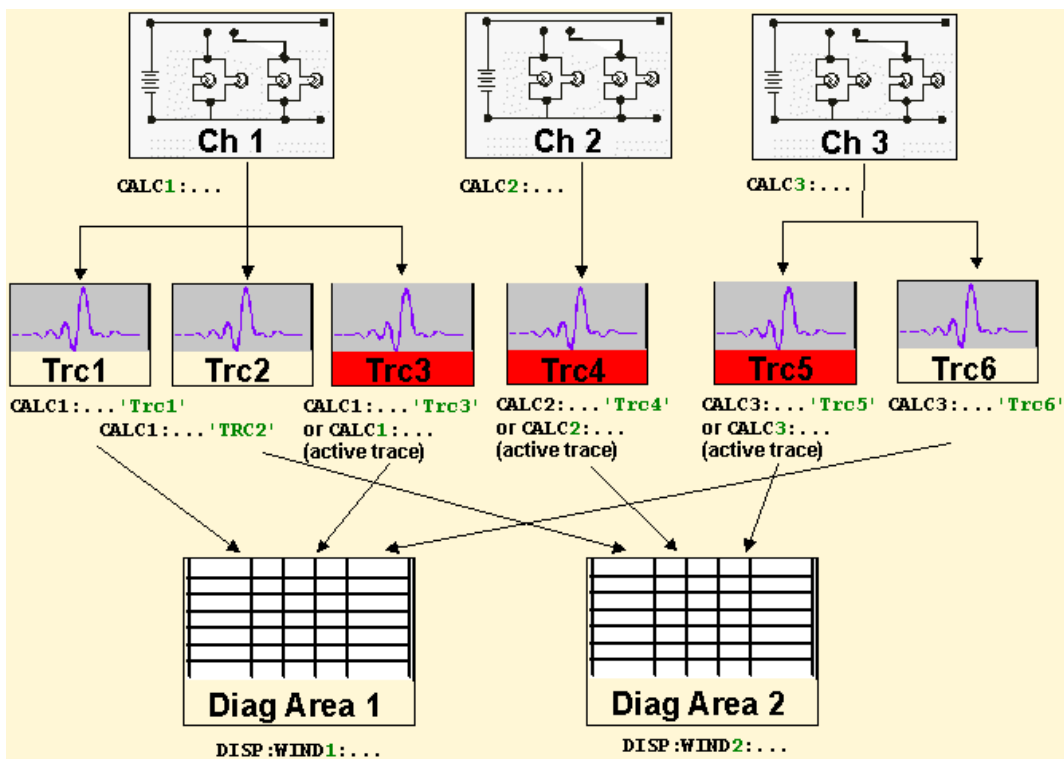 Ch 1
Ch 2
Ch 3
CALC1:...
CALC2:...
CALC3:...
Trc1
Trc2
Trc3
Trc4
Trc5
Trc6
CALC1:...'Trc1'
CALC1:...'TRC2'
CALC1:...'Trc3'
or CALC1:...
(active trace)
CALC2:...'Trc4'
or CALC2:...
(active trace)
CALC3:...'Trc5'
or CALC3:...
(active trace)
CALC3:...'Trc6'
Diag Area 1
Diag Area 2
DISP:WIND1:...
DISP:WIND2:...